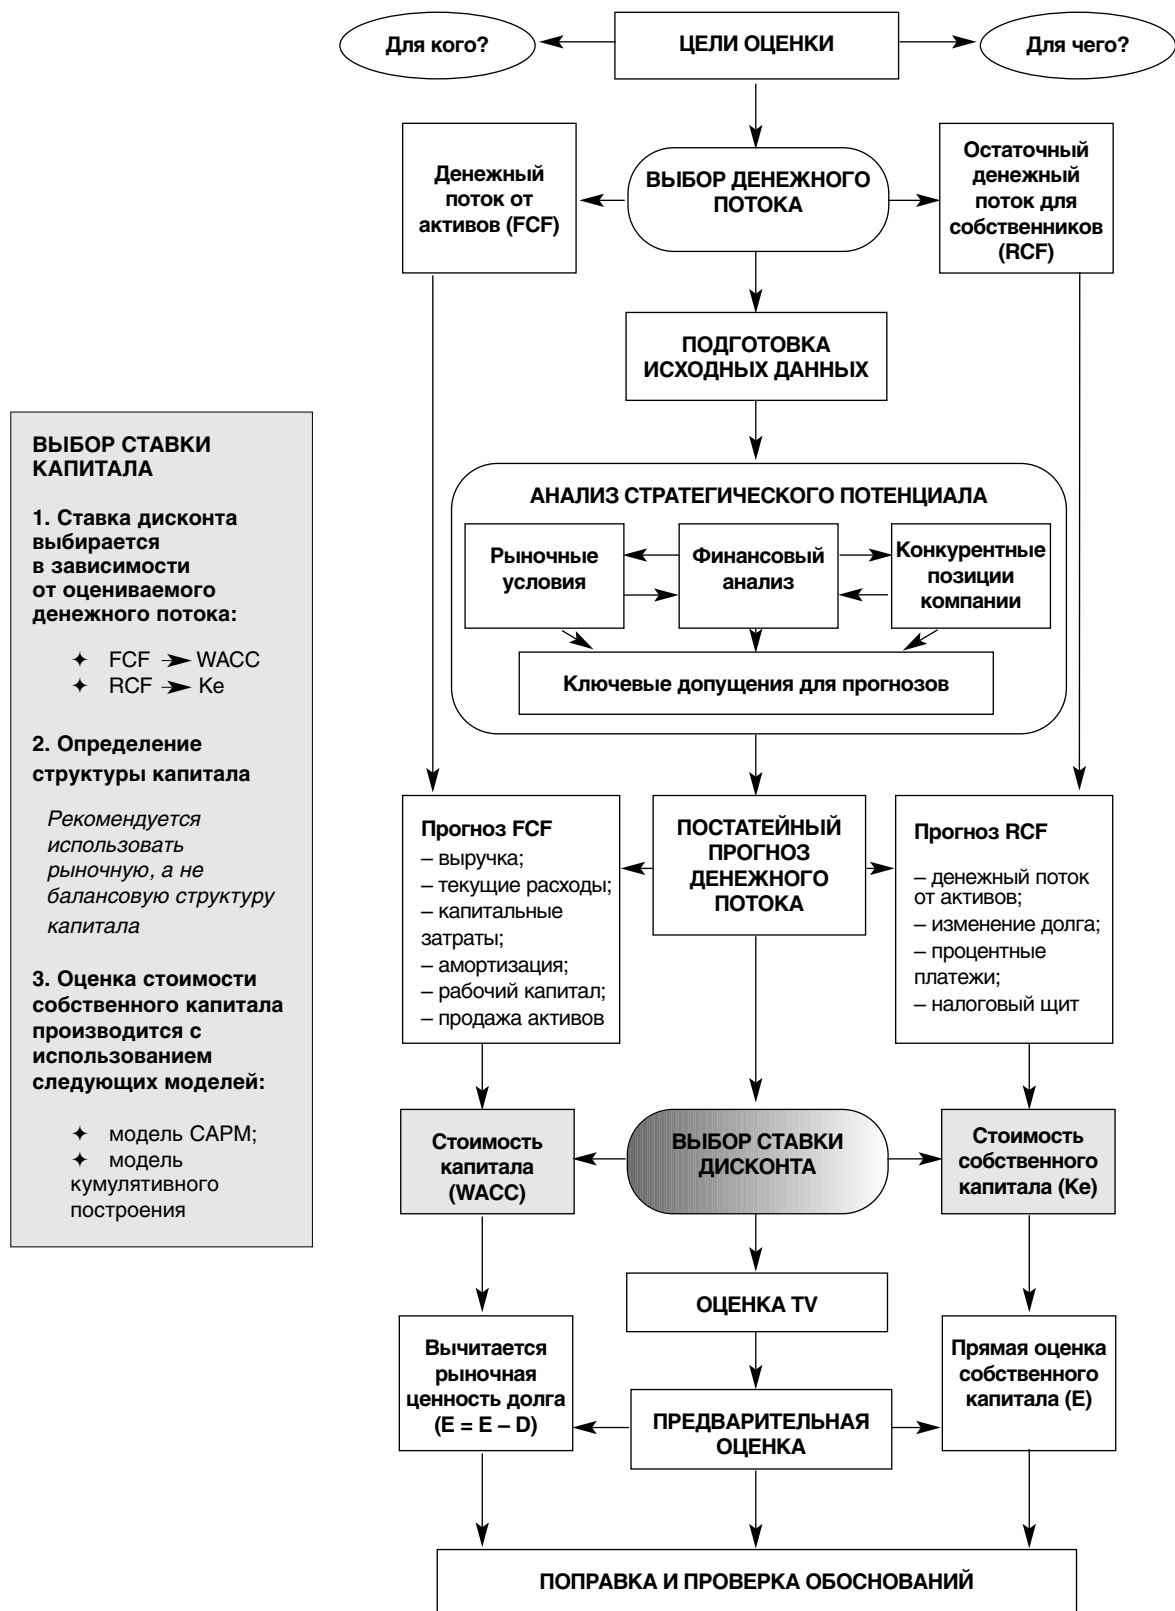 Для кого?
ЦЕЛИ ОЦЕНКИ
Для чего?
Денежный
поток от
активов (FCF)
ВЫБОР ДЕНЕЖНОГО
ПОТОКА
Остаточный
денежный
поток для
собственников
(RCF)
ПОДГОТОВКА
ИСХОДНЫХ ДАННЫХ
ВЫБОР СТАВКИ
КАПИТАЛА
1. Ставка дисконта
выбирается
в зависимости
от оцениваемого
денежного потока:
✦ FCF ➤ WACC
✦ RCF ➤ Ke
2. Определение
структуры капитала
Рекомендуется
использовать
рыночную, а не
балансовую структуру
капитала
3. Оценка стоимости
собственного капитала
производится с
использованием
следующих моделей:
✦ модель CAPM;
✦ модель
кумулятивного
построения
АНАЛИЗ СТРАТЕГИЧЕСКОГО ПОТЕНЦИАЛА
Рыночные
условия
Финансовый
анализ
Конкурентные
позиции
компании
Ключевые допущения для прогнозов
Прогноз FCF
– выручка;
– текущие расходы;
– капитальные
затраты;
– амортизация;
– рабочий капитал;
– продажа активов
ПОСТАТЕЙНЫЙ
ПРОГНОЗ
ДЕНЕЖНОГО
ПОТОКА
Прогноз RCF
– денежный поток
от активов;
– изменение долга;
– процентные
платежи;
– налоговый щит
Стоимость
капитала
(WACC)
ВЫБОР СТАВКИ
ДИСКОНТА
Стоимость
собственного
капитала (Ke)
ОЦЕНКА TV
Вычитается
рыночная
ценность долга
(E = E – D)
ПРЕДВАРИТЕЛЬНАЯ
ОЦЕНКА
Прямая оценка
собственного
капитала (E)
ПОПРАВКА И ПРОВЕРКА ОБОСНОВАНИЙ